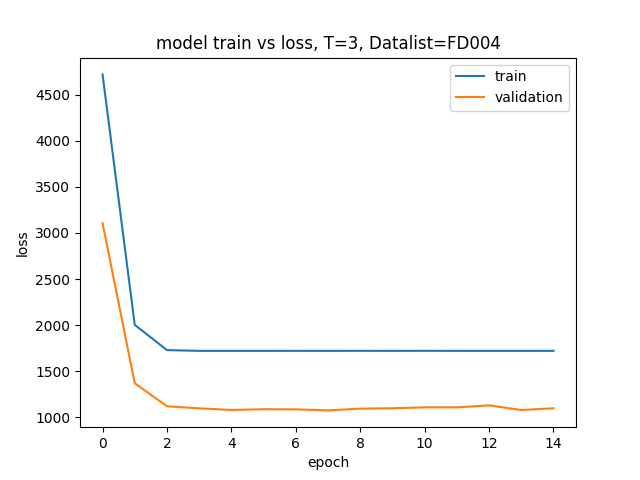 model train vs loss, T=3, Datalist=FD004
train
validation
4500
4000
3500
3000
2500
2000
1500
1000
loss
0 2 4 6 8 10 12 14
epoch